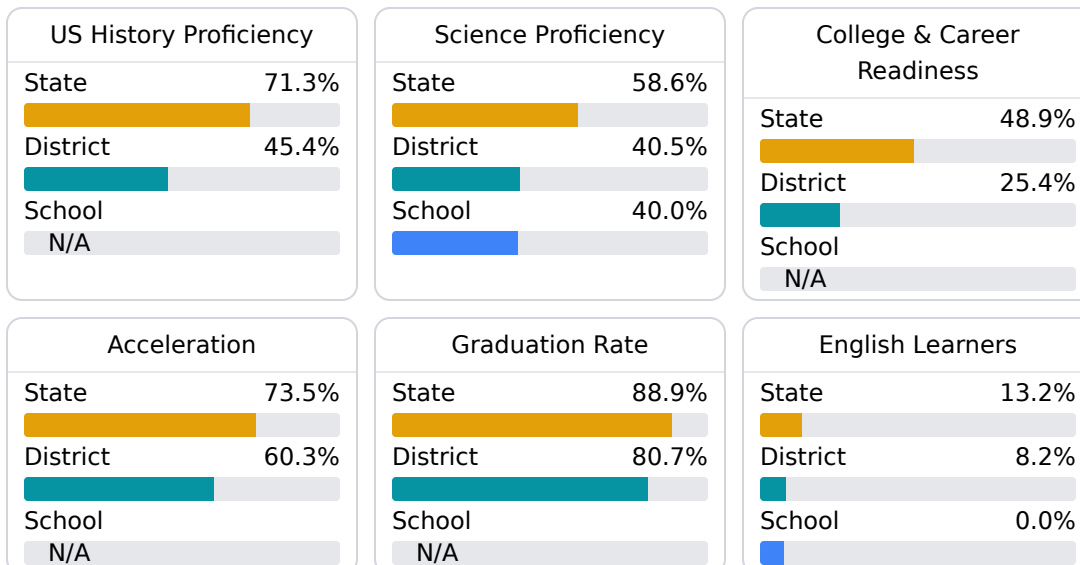 US History Proficiency
State 71.3%
District 45.4%
School
N/A
Science Proficiency
State 58.6%
District 40.5%
School 40.0%
College & Career
Readiness
State 48.9%
District 25.4%
School
N/A
Acceleration
State 73.5%
District 60.3%
School
N/A
Graduation Rate
State 88.9%
District 80.7%
School
N/A
English Learners
State 13.2%
District 8.2%
School 0.0%